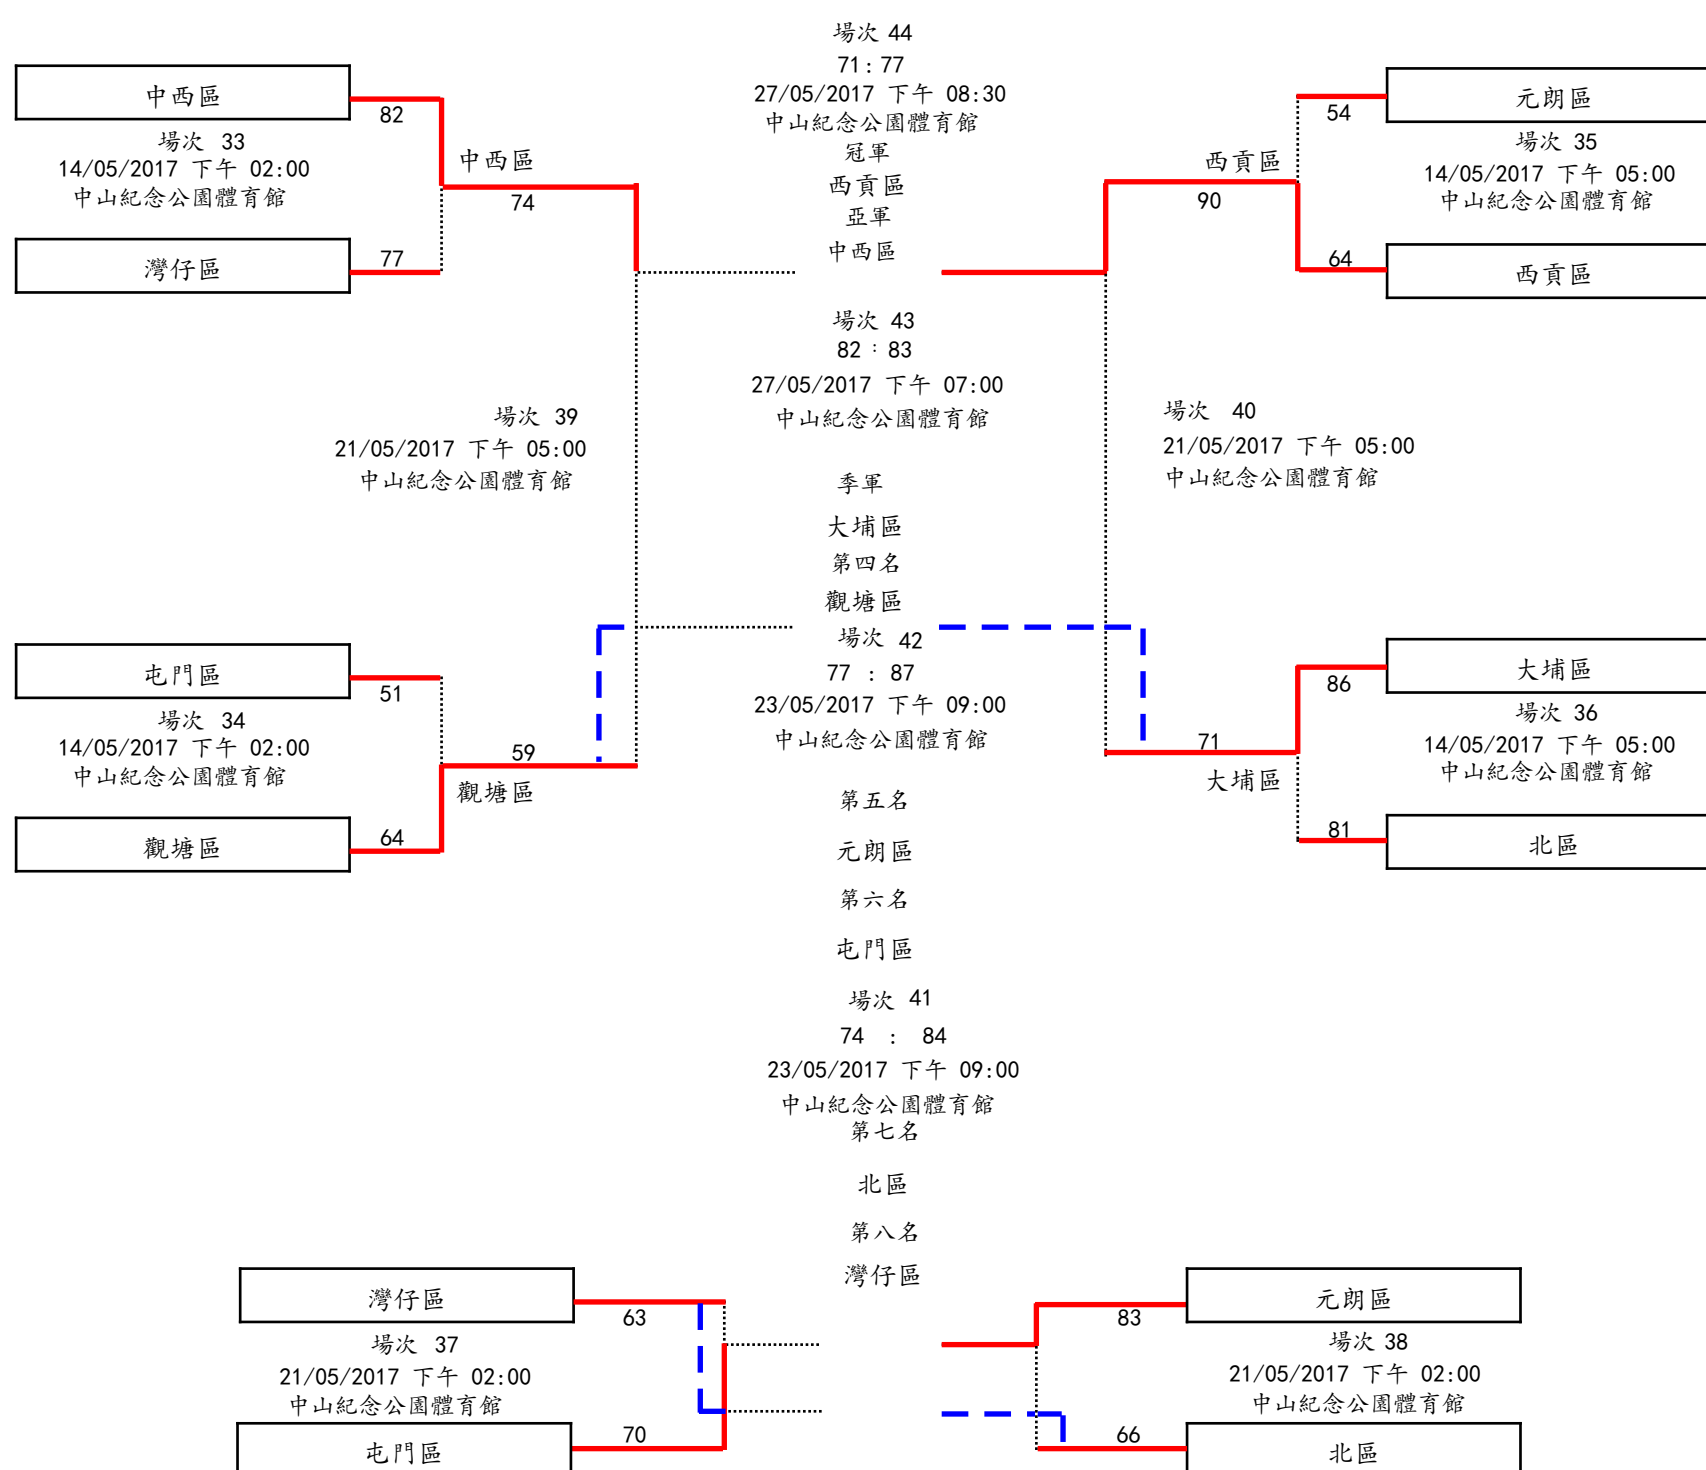 中西區
82
場次 33
14/05/2017 下午 02:00
中山紀念公園體育館
77
灣仔區
中西區
74
場次 39
21/05/2017 下午 05:00
中山紀念公園體育館
屯門區
51
場次 34
14/05/2017 下午 02:00
中山紀念公園體育館
64
觀塘區
59
觀塘區
場次 44
71:77
27/05/2017 下午 08:30
中山紀念公園體育館
冠軍
西貢區
亞軍
中西區
場次 43
82:83
27/05/2017 下午 07:00
中山紀念公園體育館
季軍
大埔區
第四名
觀塘區
場次 42
77 : 87
23/05/2017 下午 09:00
中山紀念公園體育館
第五名
元朗區
第六名
屯門區
場次 41
74 : 84
23/05/2017 下午 09:00
中山紀念公園體育館
第七名
北區
第八名
灣仔區
西貢區
90
場次 40
21/05/2017 下午 05:00
中山紀念公園體育館
71
大埔區
元朗區
54
場次 35
14/05/2017 下午 05:00
中山紀念公園體育館
64
西貢區
大埔區
86
場次 36
14/05/2017 下午 05:00
中山紀念公園體育館
81
北區
灣仔區
63
場次 37
21/05/2017 下午 02:00
中山紀念公園體育館
70
屯門區
元朗區
83
場次 38
21/05/2017 下午 02:00
中山紀念公園體育館
66
北區